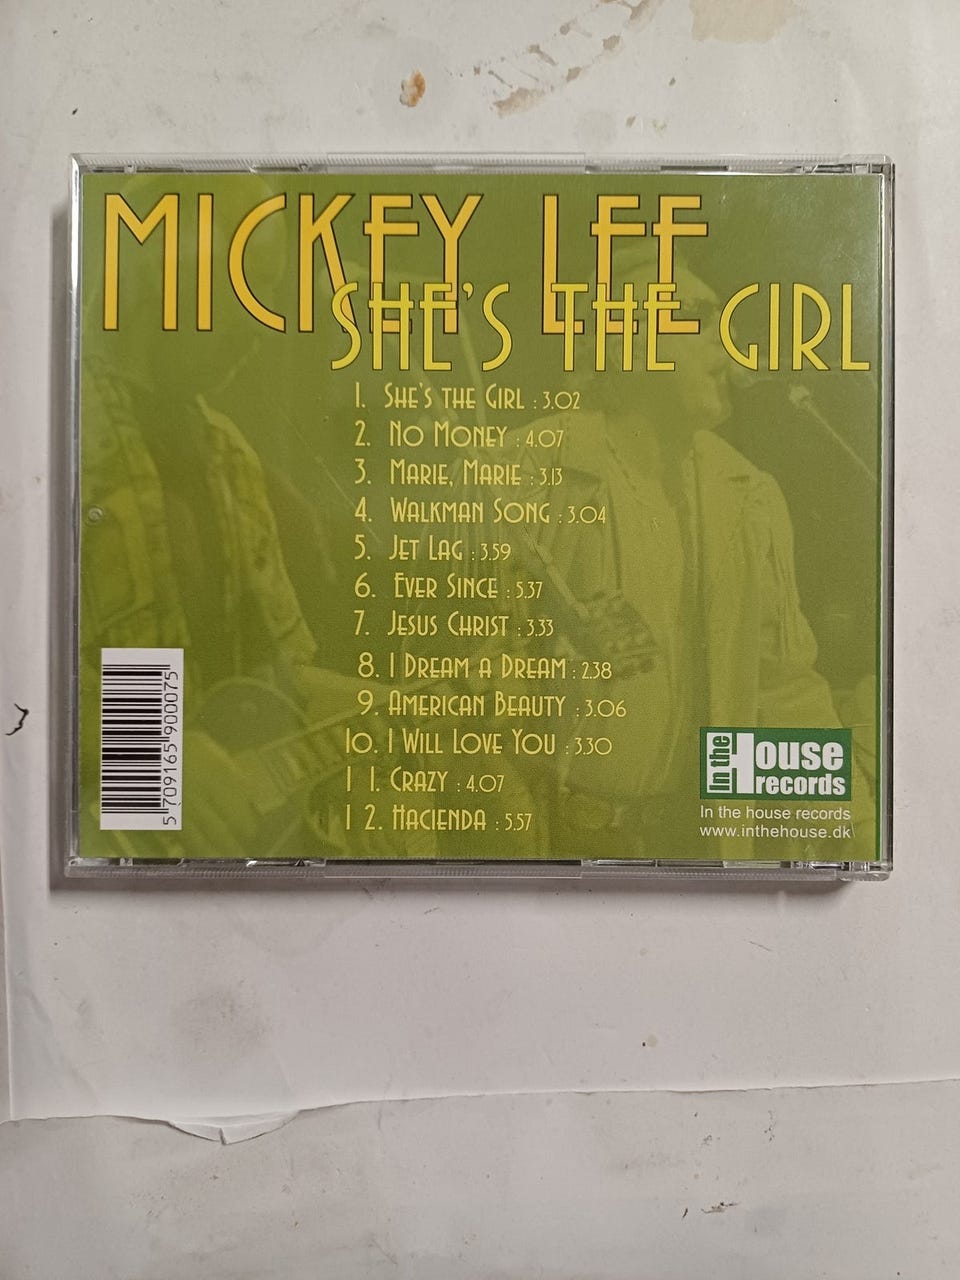 MICKEY LEE
SHE'S THE GIRL
1. SHE'S THE GIRL : 3.02
2. NO MONEY : 4.07
3. MARIE, MARIE : 3.13
4. WALKMAN SONG : 3.04
5. JET LAG : 3.59
6. EVER SINCE : 5.37
7. JESUS CHRIST : 3.33
8. I DREAM A DREAM : 2.38
9. AMERICAN BEAUTY : 3.06
10. I WILL LOVE YOU : 3.30
11. CRAZY : 4.07
12. HACIENDA : 5.57
5 709165 900075
In the House
records
In the house records
www.inthehouse.dk